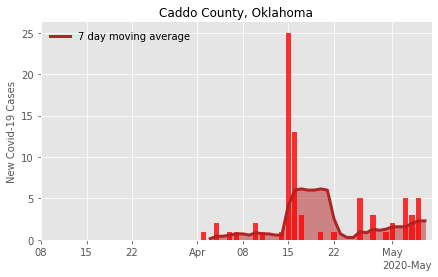 Caddo County, Oklahoma
7 day moving average
New Covid-19 Cases
25
20
15
10
5
0
08 15 22 Apr 08 15 22 May
2020-May